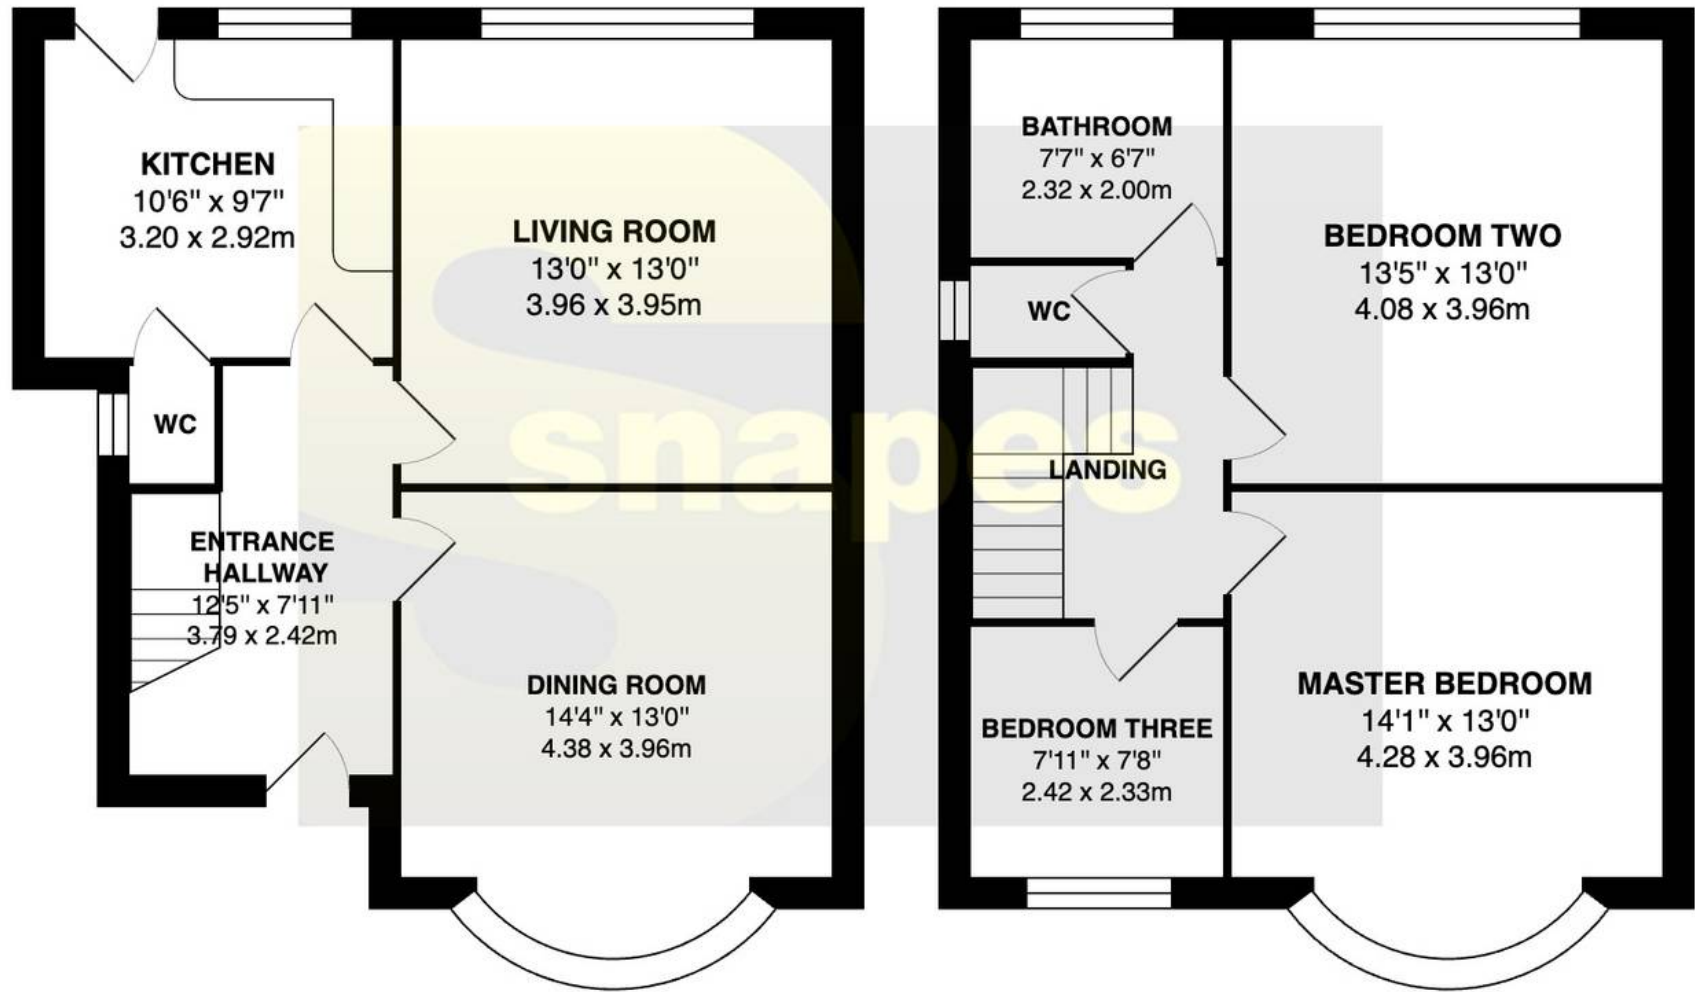 KITCHEN
10'6" x 9'7"
3.20 x 2.92m
LIVING ROOM
13'0" x 13'0"
3.96 x 3.95m
WC
ENTRANCE
HALLWAY
12'5" x 7'11"
3.79 x 2.42m
DINING ROOM
14'4" x 13'0"
4.38 x 3.96m
BATHROOM
7'7" x 6'7"
2.32 x 2.00m
BEDROOM TWO
13'5" x 13'0"
4.08 x 3.96m
WC
LANDING
BEDROOM THREE
7'11" x 7'8"
2.42 x 2.33m
MASTER BEDROOM
14'1" x 13'0"
4.28 x 3.96m
snapes